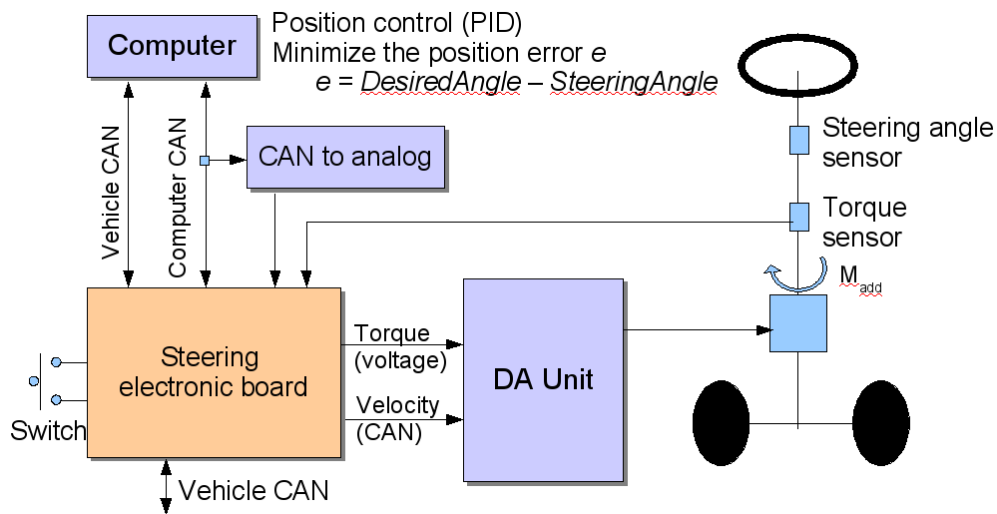 Computer
Position control (PID)
Minimize the position error e
e = DesiredAngle – SteeringAngle
Vehicle CAN
Computer CAN
CAN to analog
Steering angle
sensor
Torque
sensor
Madd
Steering
electronic board
Torque
(voltage)
Velocity
(CAN)
DA Unit
Switch
Vehicle CAN